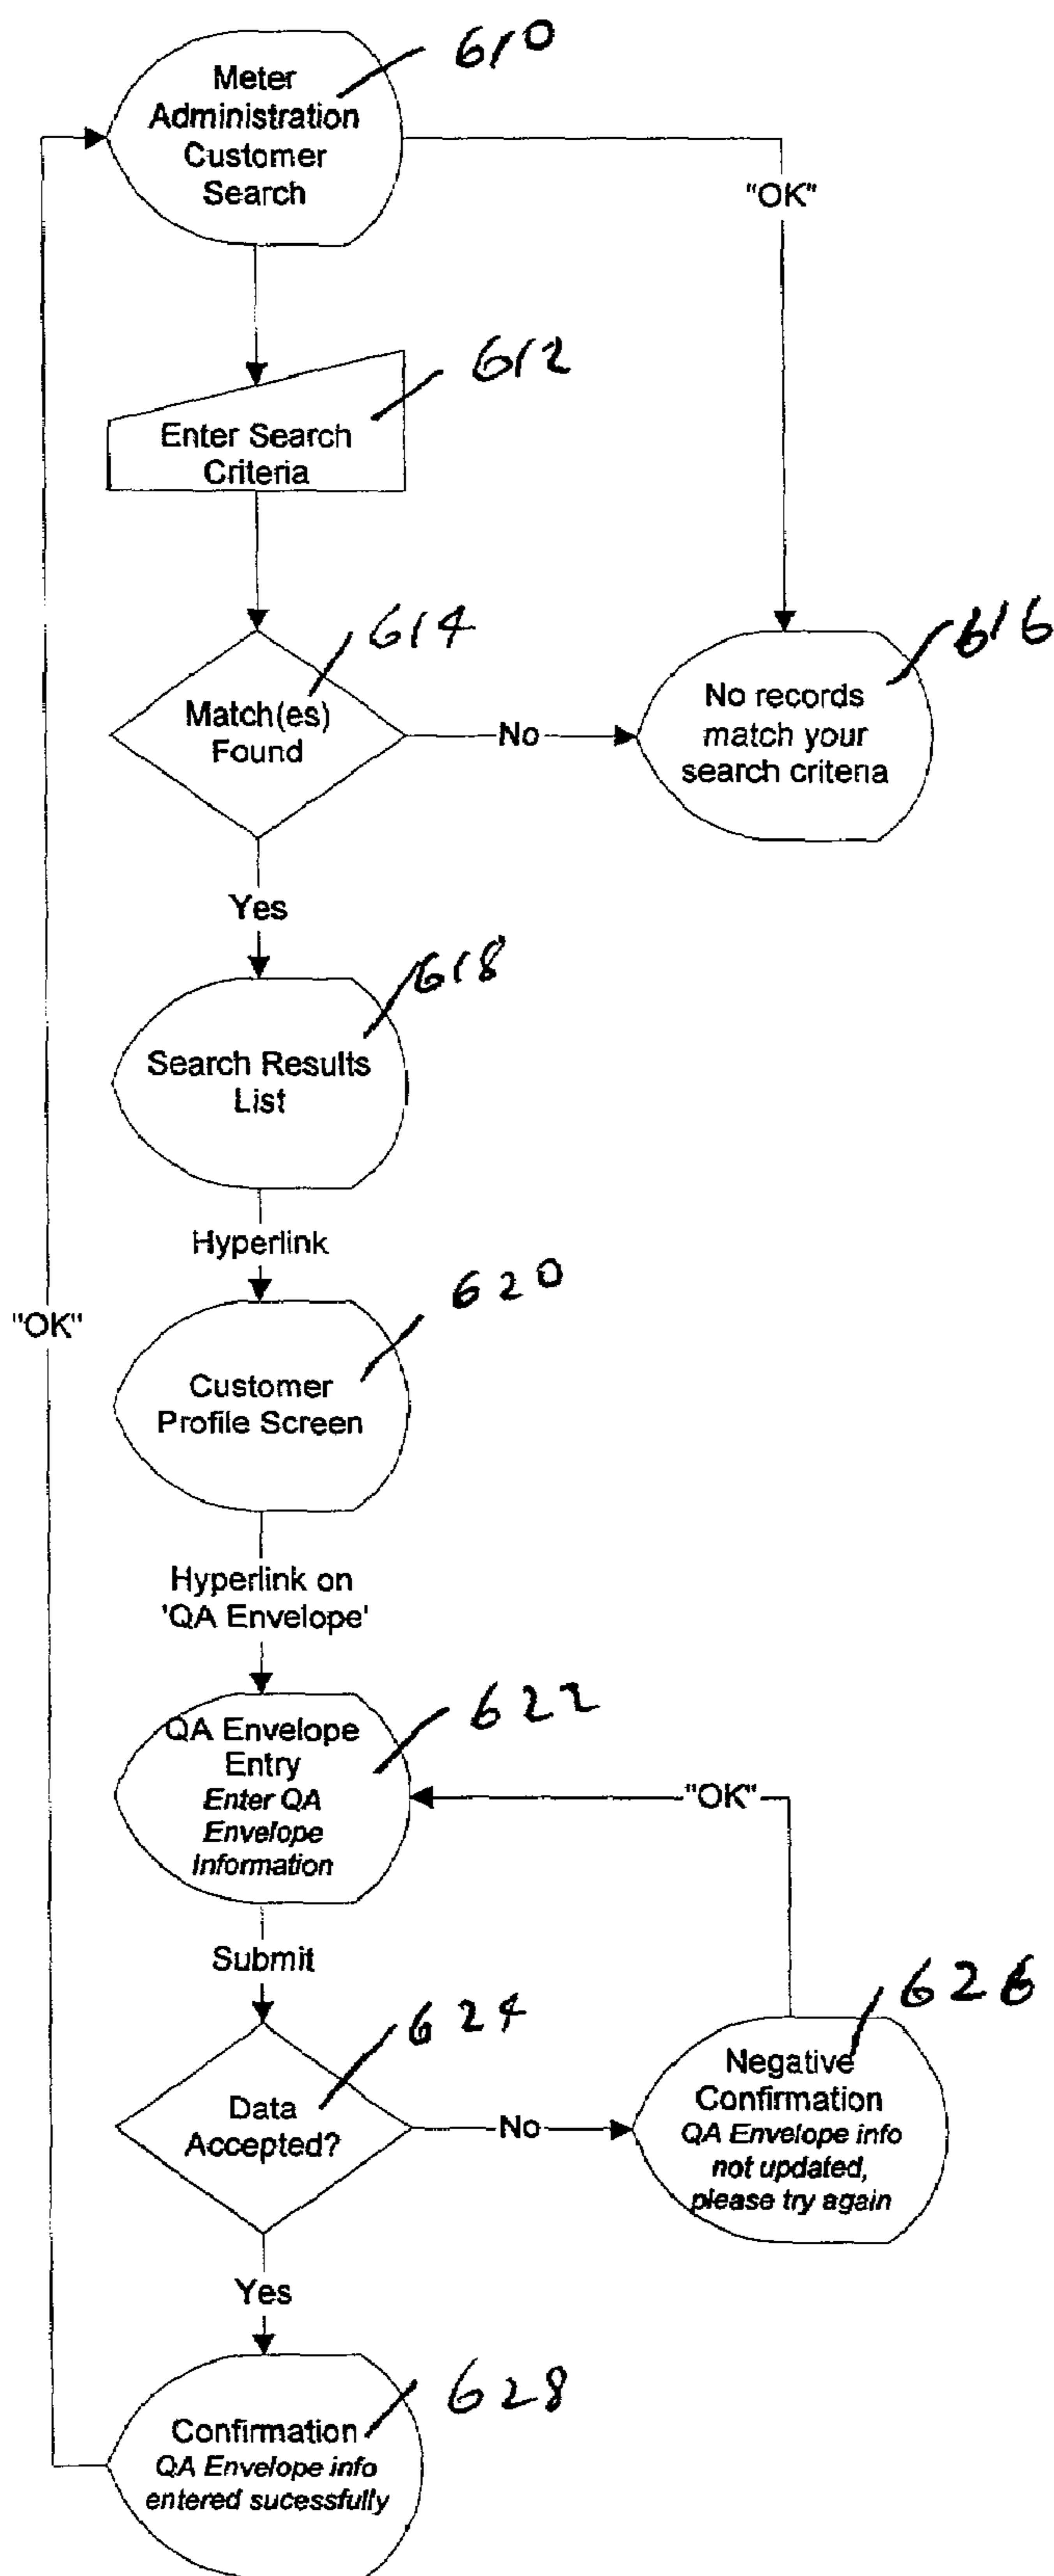 610
Meter
Administration
Customer
Search
"OK"
612
Enter Search
Criteria
614
Match(es)
Found
No
616
No records
match your
search criteria
Yes
618
Search Results
List
Hyperlink
620
"OK"
Customer
Profile Screen
Hyperlink on
'QA Envelope'
622
QA Envelope
Entry
Enter QA
Envelope
Information
"OK"
Submit
624
Data
Accepted?
No
626
Negative
Confirmation
QA Envelope info
not updated,
please try again
Yes
628
Confirmation
QA Envelope info
entered sucessfully